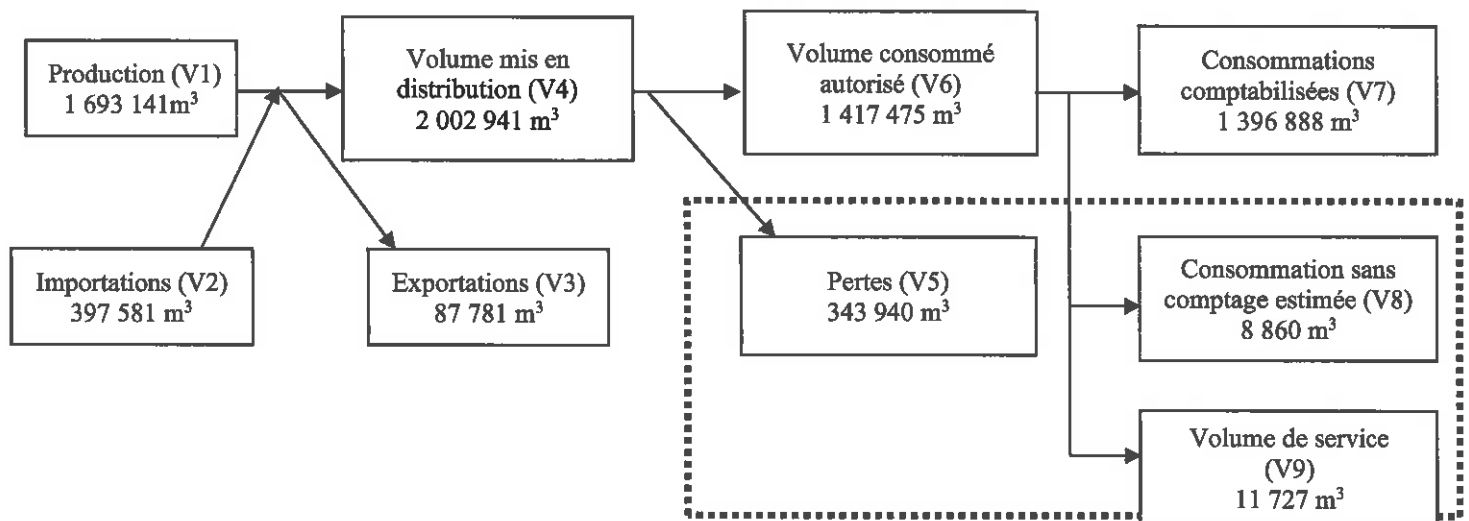 Production (V1)
1 693 141m³
Volume mis en
distribution (V4)
2 002 941 m³
Volume consommé
autorisé (V6)
1 417 475 m³
Consommations
comptabilisées (V7)
1 396 888 m³
Importations (V2)
397 581 m³
Exportations (V3)
87 781 m³
Pertes (V5)
343 940 m³
Consommation sans
comptage estimée (V8)
8 860 m³
Volume de service
(V9)
11 727 m³